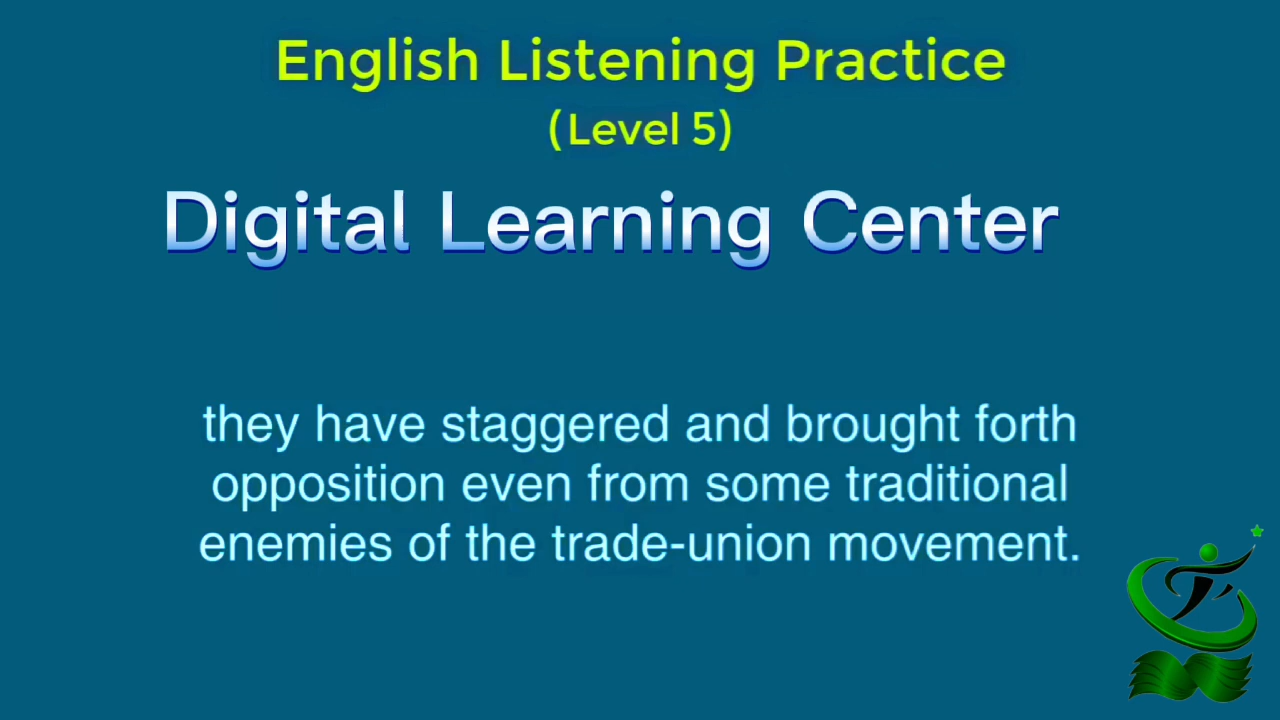 English Listening Practice
(Level 5)
Digital Learning Center
they have staggered and brought forth
opposition even from some traditional
enemies of the trade-union movement.